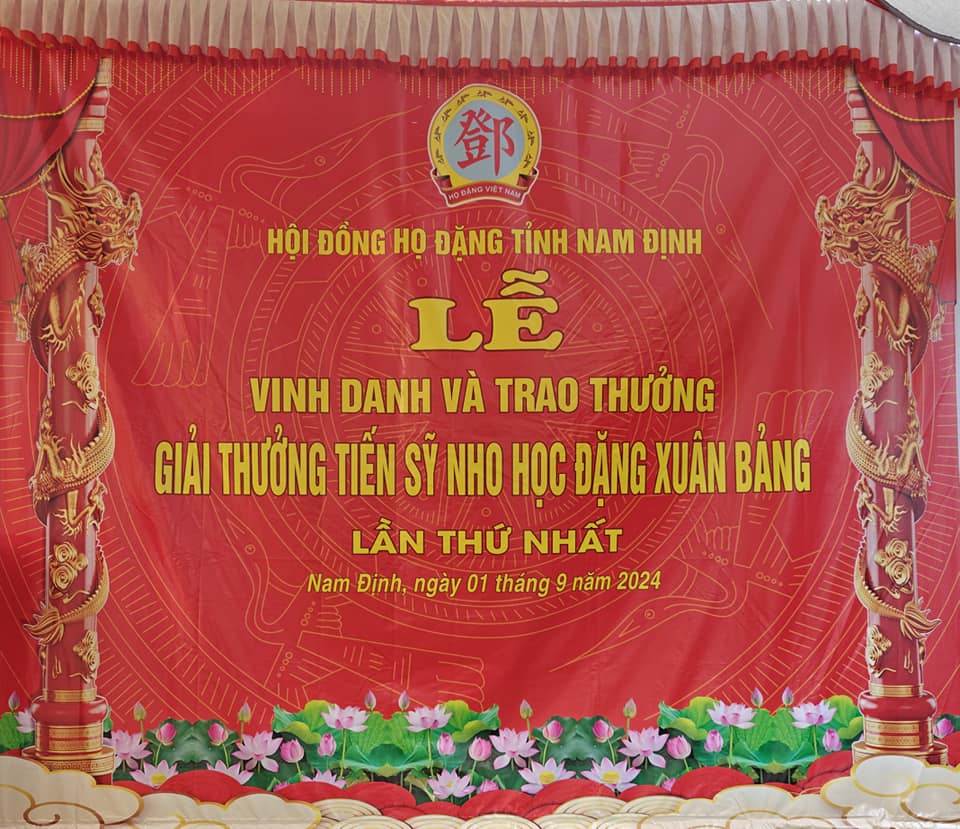 鄧
HỌ ĐẶNG VIỆT NAM
HỘI ĐỒNG HỌ ĐẶNG TỈNH NAM ĐỊNH
LỄ
VINH DANH VÀ TRAO THƯỞNG
GIẢI THƯỞNG TIẾN SỸ NHO HỌC ĐẶNG XUÂN BẢNG
LẦN THỨ NHẤT
Nam Định, ngày 01 tháng 9 năm 2024